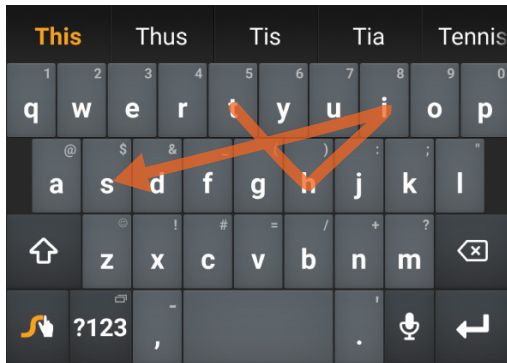 This Thus Tis Tia Tennis
1 2 3 4 5 6 7 8 9 0
q w e r t y u i o p
@ $ & _ ( ) : ; "
a s d f g h j k l
! # = / + ?
z x c v b n m
?123 , - . '